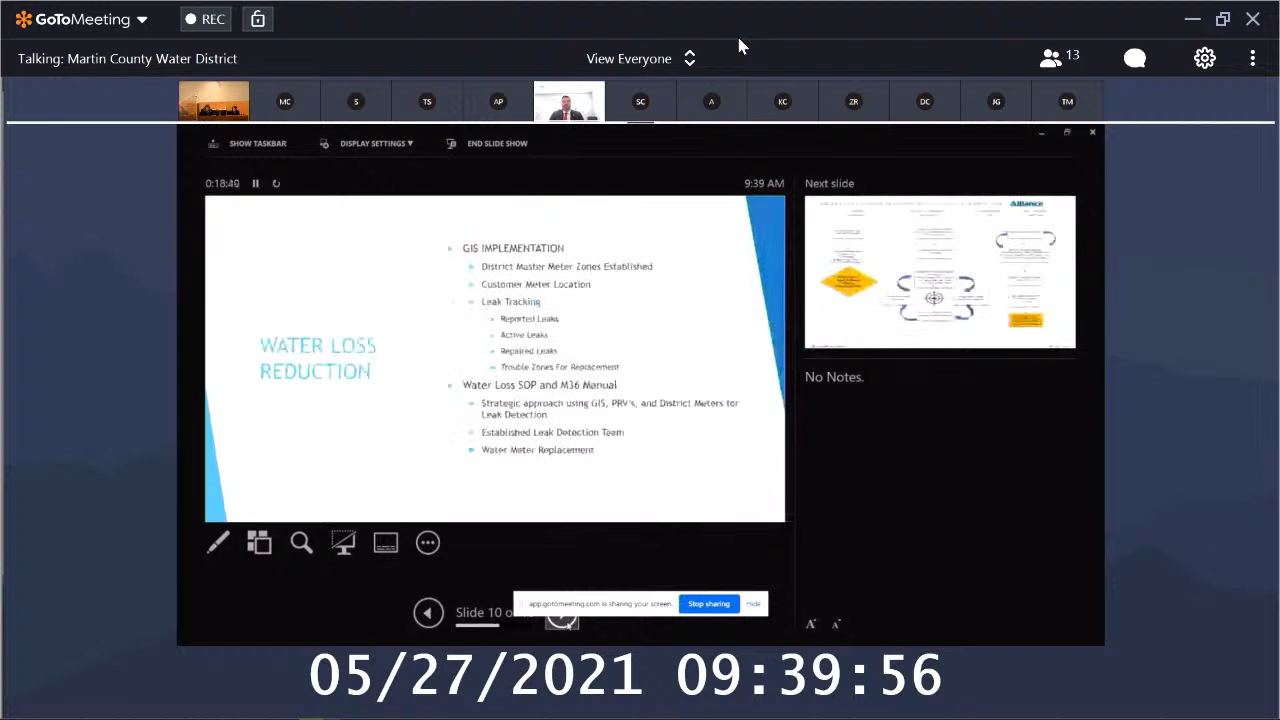 GoToMeeting
REC
Talking: Martin County Water District
View Everyone
13
MC
S
TS
AP
SC
A
KC
ZR
DC
JG
TM
SHOW TASKBAR
DISPLAY SETTINGS ▼
END SLIDE SHOW
0:18:49
9:39 AM
Next slide
WATER LOSS
REDUCTION
GIS IMPLEMENTATION
District Master Meter Zones Established
Customer Meter Location
Leak Tracking
Reported Leaks
Active Leaks
Repaired Leaks
Trouble Zones For Replacement
Water Loss SOP and M36 Manual
Strategic approach using GIS, PRV's, and District Meters for
Leak Detection
Established Leak Detection Team
Water Meter Replacement
Alliance
No Notes.
Slide 10
app.gotomeeting.com is sharing your screen.
Stop sharing
Hide
A
A
05/27/2021 09:39:56